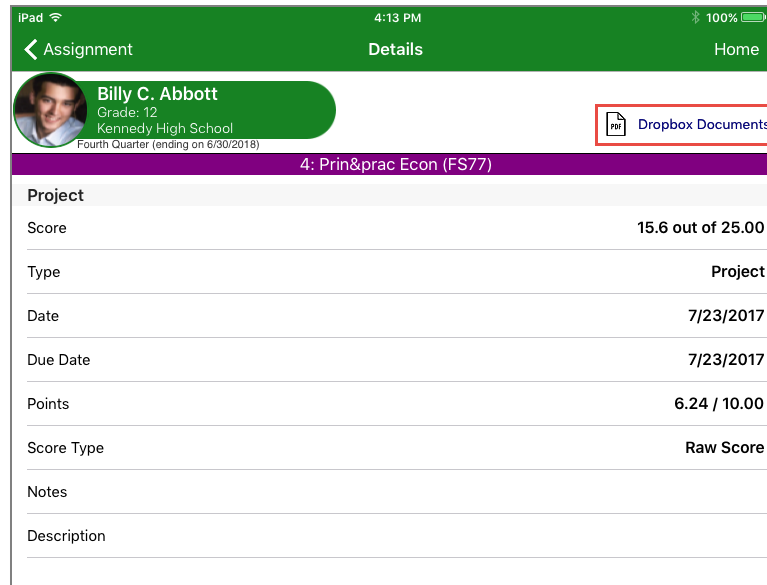 iPad 4:13 PM 100%
Assignment Details Home
Billy C. Abbott
Grade: 12
Kennedy High School
Fourth Quarter (ending on 6/30/2018)
PDF Dropbox Documents
4: Prin&prac Econ (FS77)
Project
Score 15.6 out of 25.00
Type Project
Date 7/23/2017
Due Date 7/23/2017
Points 6.24 / 10.00
Score Type Raw Score
Notes
Description